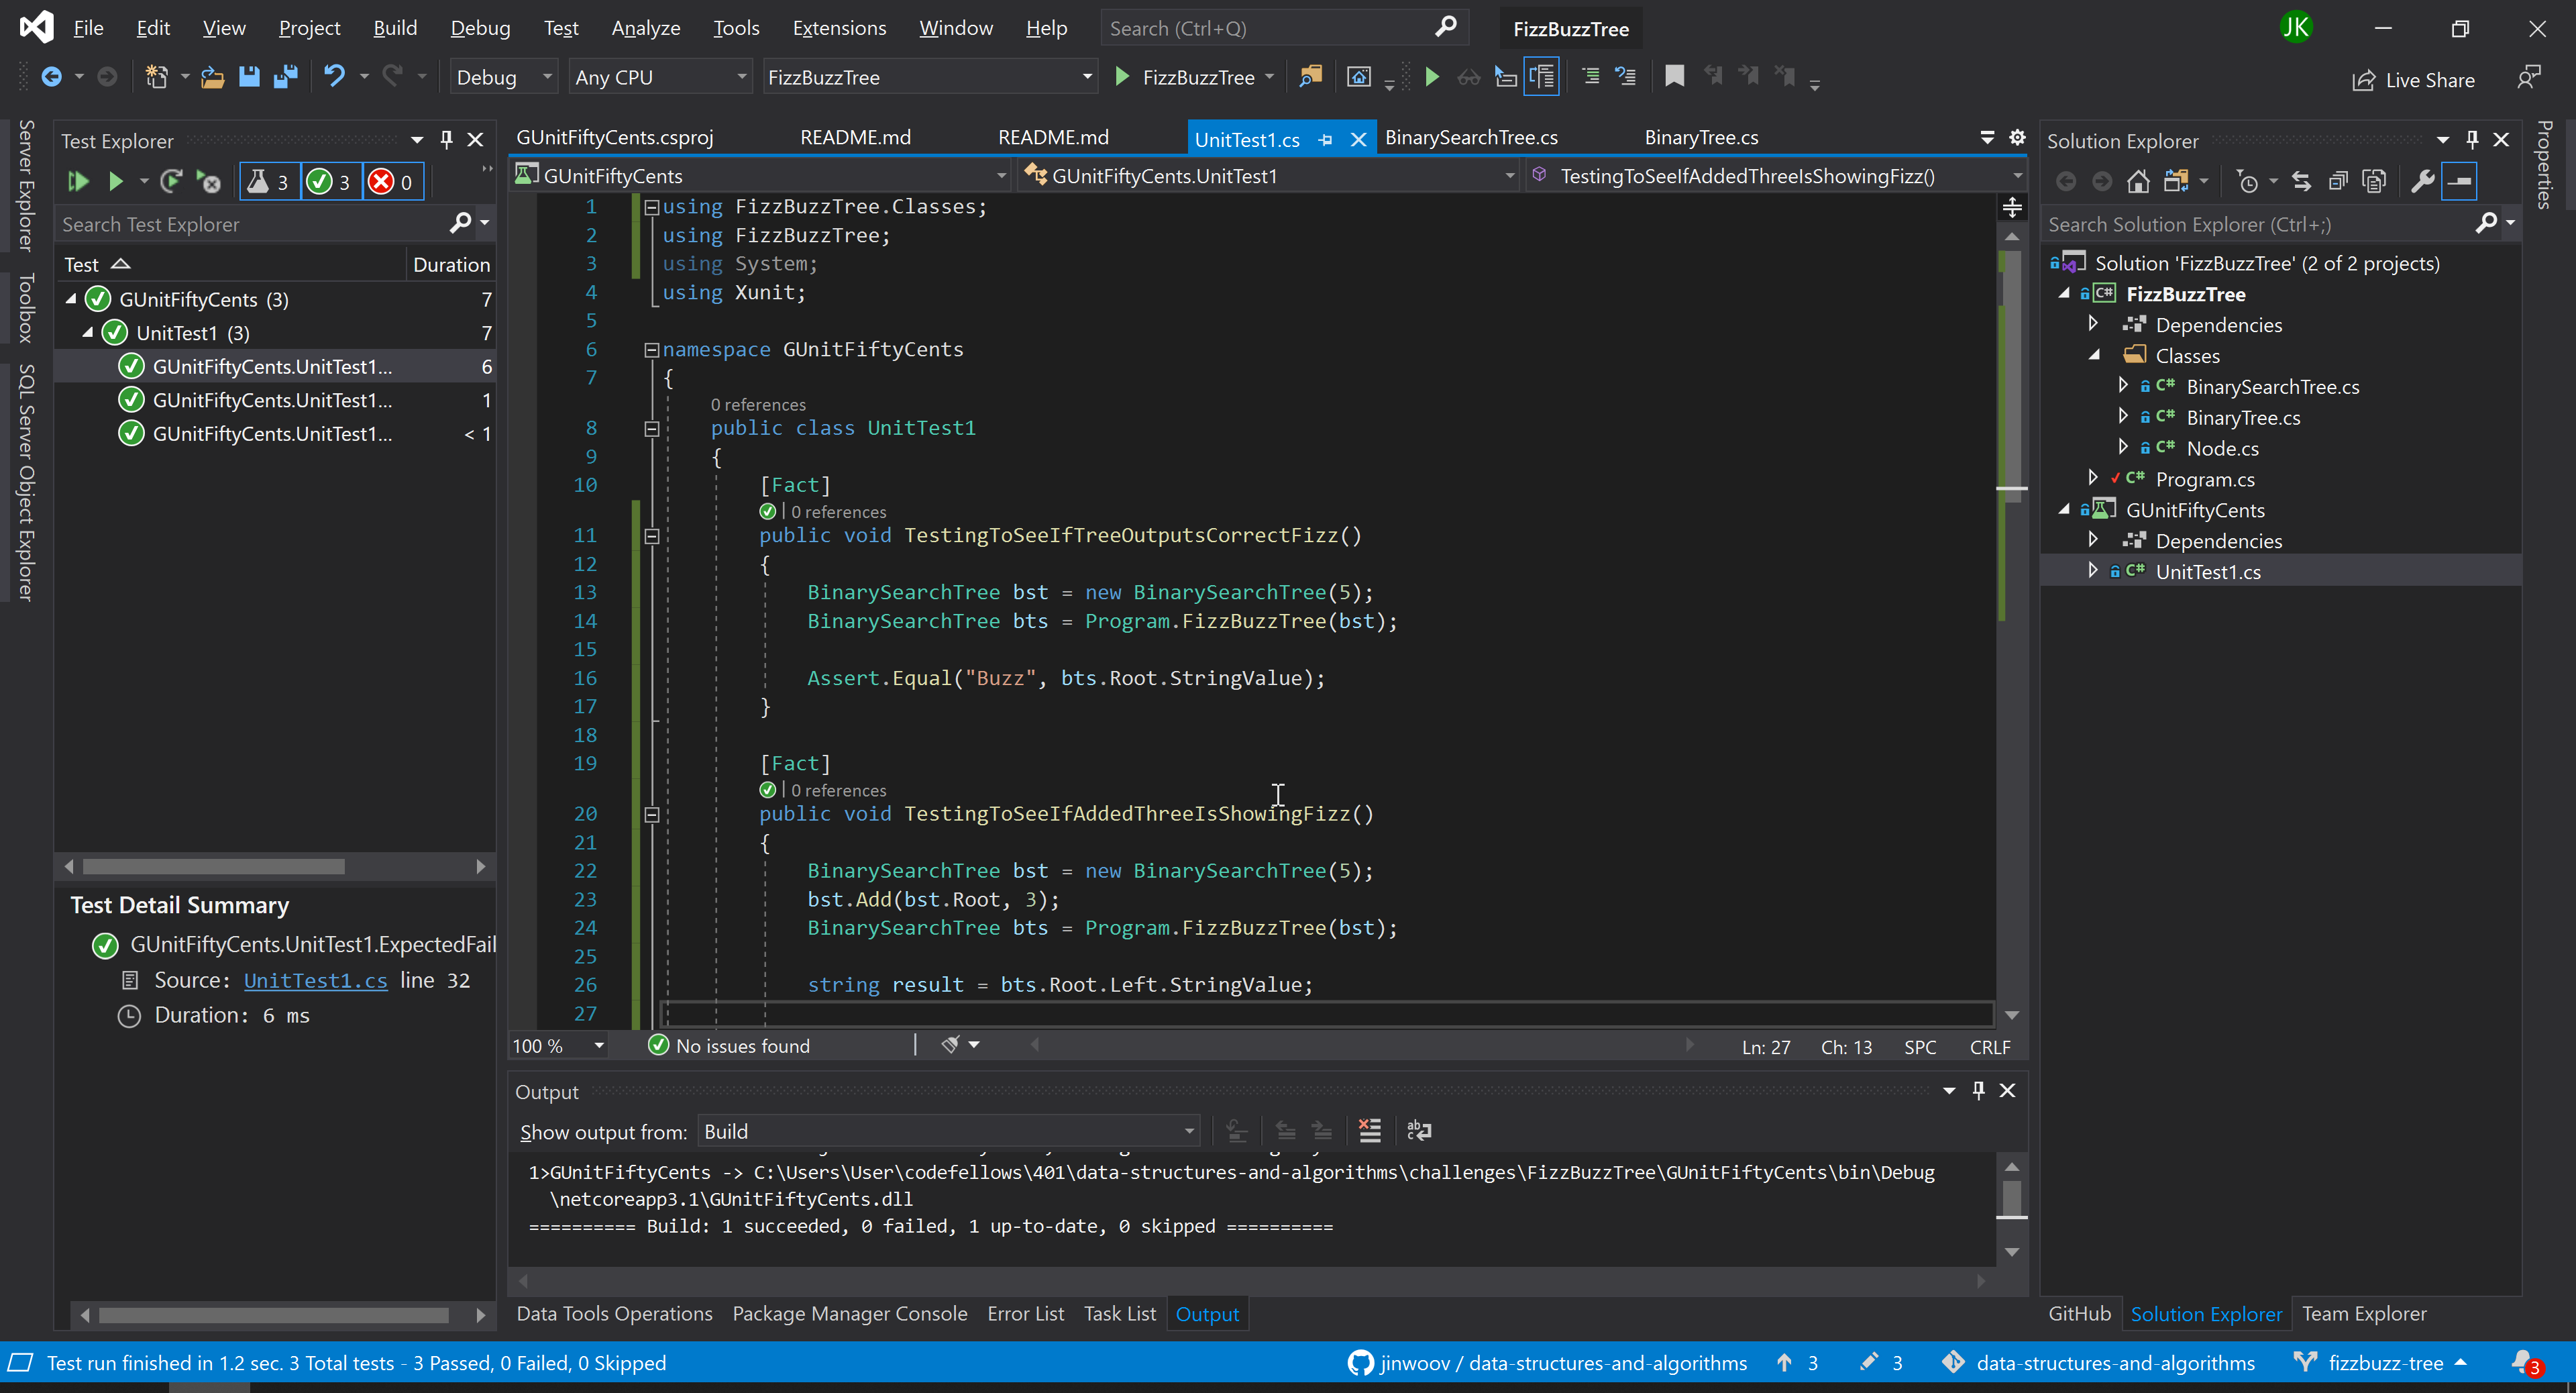 File Edit View Project Build Debug Test Analyze Tools Extensions Window Help Search (Ctrl+Q) FizzBuzzTree JK
Debug Any CPU FizzBuzzTree FizzBuzzTree Live Share
Server Explorer
Toolbox
SQL Server Object Explorer
Test Explorer
3 3 0
Search Test Explorer
Test Duration
GUnitFiftyCents (3) 7
UnitTest1 (3) 7
GUnitFiftyCents.UnitTest1... 6
GUnitFiftyCents.UnitTest1... 1
GUnitFiftyCents.UnitTest1... < 1
Test Detail Summary
GUnitFiftyCents.UnitTest1.ExpectedFail
Source: UnitTest1.cs line 32
Duration: 6 ms
GUnitFiftyCents.csproj README.md README.md UnitTest1.cs BinarySearchTree.cs BinaryTree.cs
GUnitFiftyCents GUnitFiftyCents.UnitTest1 TestingToSeeIfAddedThreeIsShowingFizz()
1 using FizzBuzzTree.Classes;
2 using FizzBuzzTree;
3 using System;
4 using Xunit;
5
6 namespace GUnitFiftyCents
7 {
0 references
8 public class UnitTest1
9 {
10 [Fact]
| 0 references
11 public void TestingToSeeIfTreeOutputsCorrectFizz()
12 {
13 BinarySearchTree bst = new BinarySearchTree(5);
14 BinarySearchTree bts = Program.FizzBuzzTree(bst);
15
16 Assert.Equal("Buzz", bts.Root.StringValue);
17 }
18
19 [Fact]
| 0 references
20 public void TestingToSeeIfAddedThreeIsShowingFizz()
21 {
22 BinarySearchTree bst = new BinarySearchTree(5);
23 bst.Add(bst.Root, 3);
24 BinarySearchTree bts = Program.FizzBuzzTree(bst);
25
26 string result = bts.Root.Left.StringValue;
27
100 % No issues found Ln: 27 Ch: 13 SPC CRLF
Output
Show output from: Build
1>GUnitFiftyCents -> C:\Users\User\codefellows\401\data-structures-and-algorithms\challenges\FizzBuzzTree\GUnitFiftyCents\bin\Debug
\netcoreapp3.1\GUnitFiftyCents.dll
========== Build: 1 succeeded, 0 failed, 1 up-to-date, 0 skipped ==========
Data Tools Operations Package Manager Console Error List Task List Output
Solution Explorer
Search Solution Explorer (Ctrl+;)
Solution 'FizzBuzzTree' (2 of 2 projects)
C# FizzBuzzTree
Dependencies
Classes
C# BinarySearchTree.cs
C# BinaryTree.cs
C# Node.cs
C# Program.cs
GUnitFiftyCents
Dependencies
C# UnitTest1.cs
GitHub Solution Explorer Team Explorer
Properties
Test run finished in 1.2 sec. 3 Total tests - 3 Passed, 0 Failed, 0 Skipped jinwoov / data-structures-and-algorithms 3 3 data-structures-and-algorithms fizzbuzz-tree 3